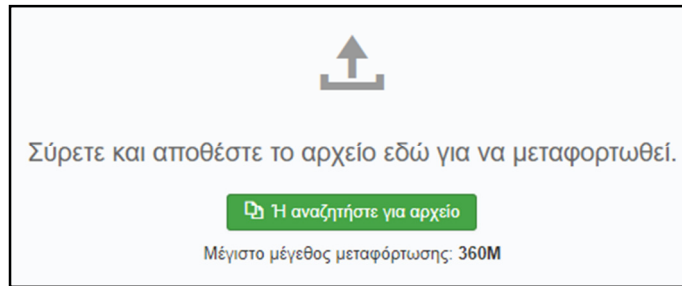 Σύρετε και αποθέστε το αρχείο εδώ για να μεταφορτωθεί.
Ή αναζητήστε για αρχείο
Μέγιστο μέγεθος μεταφόρτωσης: 360M